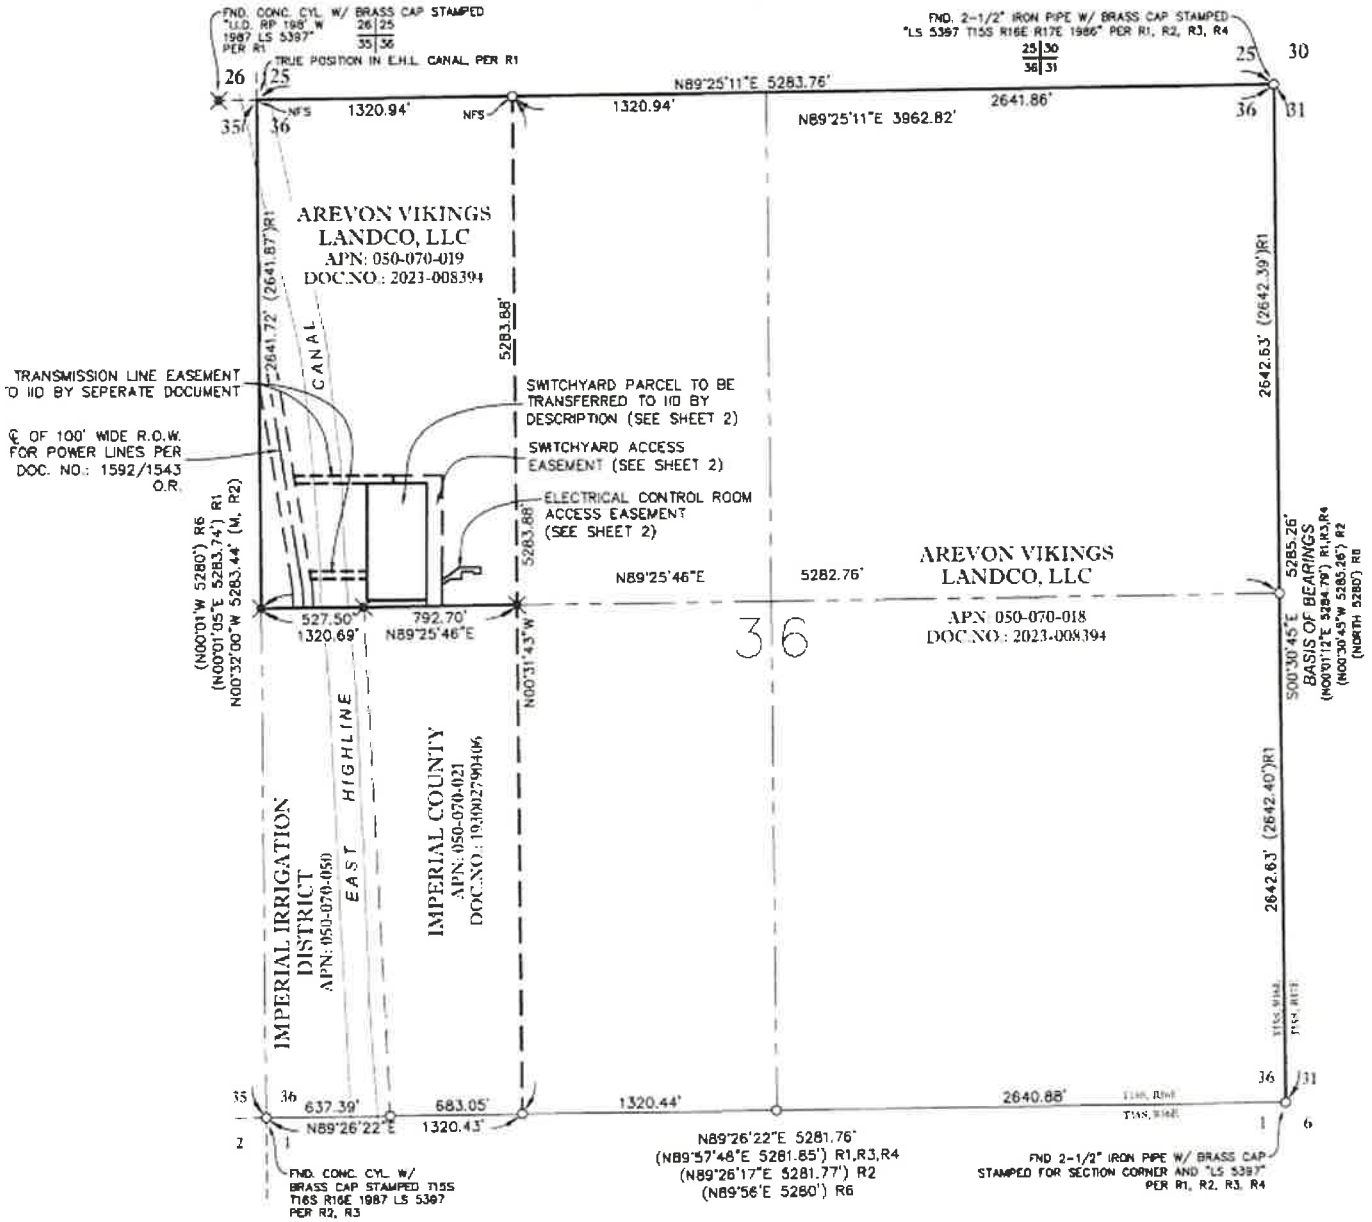 FND. CONC. CYL. W/ BRASS CAP STAMPED
"U.D. RP 198' W
1987 LS 5397"
PER R1
26 25
35 36
TRUE POSITION IN E.H.L. CANAL, PER R1
FND. 2-1/2" IRON PIPE W/ BRASS CAP STAMPED
"LS 5397 T15S R16E R17E 1986" PER R1, R2, R3, R4
25 30
36 31
26 25
35 36
25 30
36 31
NFS
NFS
N89°25'11"E 5283.76'
1320.94'
1320.94'
2641.86'
N89°25'11"E 3962.82'
AREVON VIKINGS
LANDCO, LLC
APN: 050-070-019
DOC.NO.: 2023-008394
2641.72' (2641.87')R1
CANAL
5283.88'
2642.63' (2642.39')R1
TRANSMISSION LINE EASEMENT
O IID BY SEPERATE DOCUMENT
OF 100' WIDE R.O.W.
FOR POWER LINES PER
DOC. NO.: 1592/1543
O.R.
SWITCHYARD PARCEL TO BE
TRANSFERRED TO IID BY
DESCRIPTION (SEE SHEET 2)
SWITCHYARD ACCESS
EASEMENT (SEE SHEET 2)
ELECTRICAL CONTROL ROOM
ACCESS EASEMENT
(SEE SHEET 2)
(N00°01'W 5280') R6
(N00°01'05"E 5283.74') R1
N00°32'00"W 5283.44' (M, R2)
5283.88'
N00°31'43"W
N89°25'46"E 5282.76'
AREVON VIKINGS
LANDCO, LLC
APN: 050-070-018
DOC.NO.: 2023-008394
527.50' 792.70'
1320.69' N89°25'46"E
36
S00°30'45"E 5285.26'
BASIS OF BEARINGS
(N00°01'12"E 5284.79') R1,R3,R4
(N00°30'45"W 5285.26') R2
(NORTH 5280')
EAST HIGHLINE
IMPERIAL COUNTY
APN: 050-070-021
DOC.NO.: 193002790406
IMPERIAL IRRIGATION
DISTRICT
APN: 050-070-050
2642.63' (2642.40')R1
T15S, R16E
T15S, R17E
35 36
2 1
637.39' 683.05' 1320.44' 2640.88'
N89°26'22"E 1320.43'
T15S, R16E
T16S, R16E
36 31
1 6
N89°26'22"E 5281.76'
(N89°57'48"E 5281.85') R1,R3,R4
(N89°26'17"E 5281.77') R2
(N89°56'E 5280') R6
FND. CONC. CYL. W/
BRASS CAP STAMPED T15S
T16S R16E 1987 LS 5397
PER R2, R3
FND 2-1/2" IRON PIPE W/ BRASS CAP
STAMPED FOR SECTION CORNER AND "LS 5397"
PER R1, R2, R3, R4